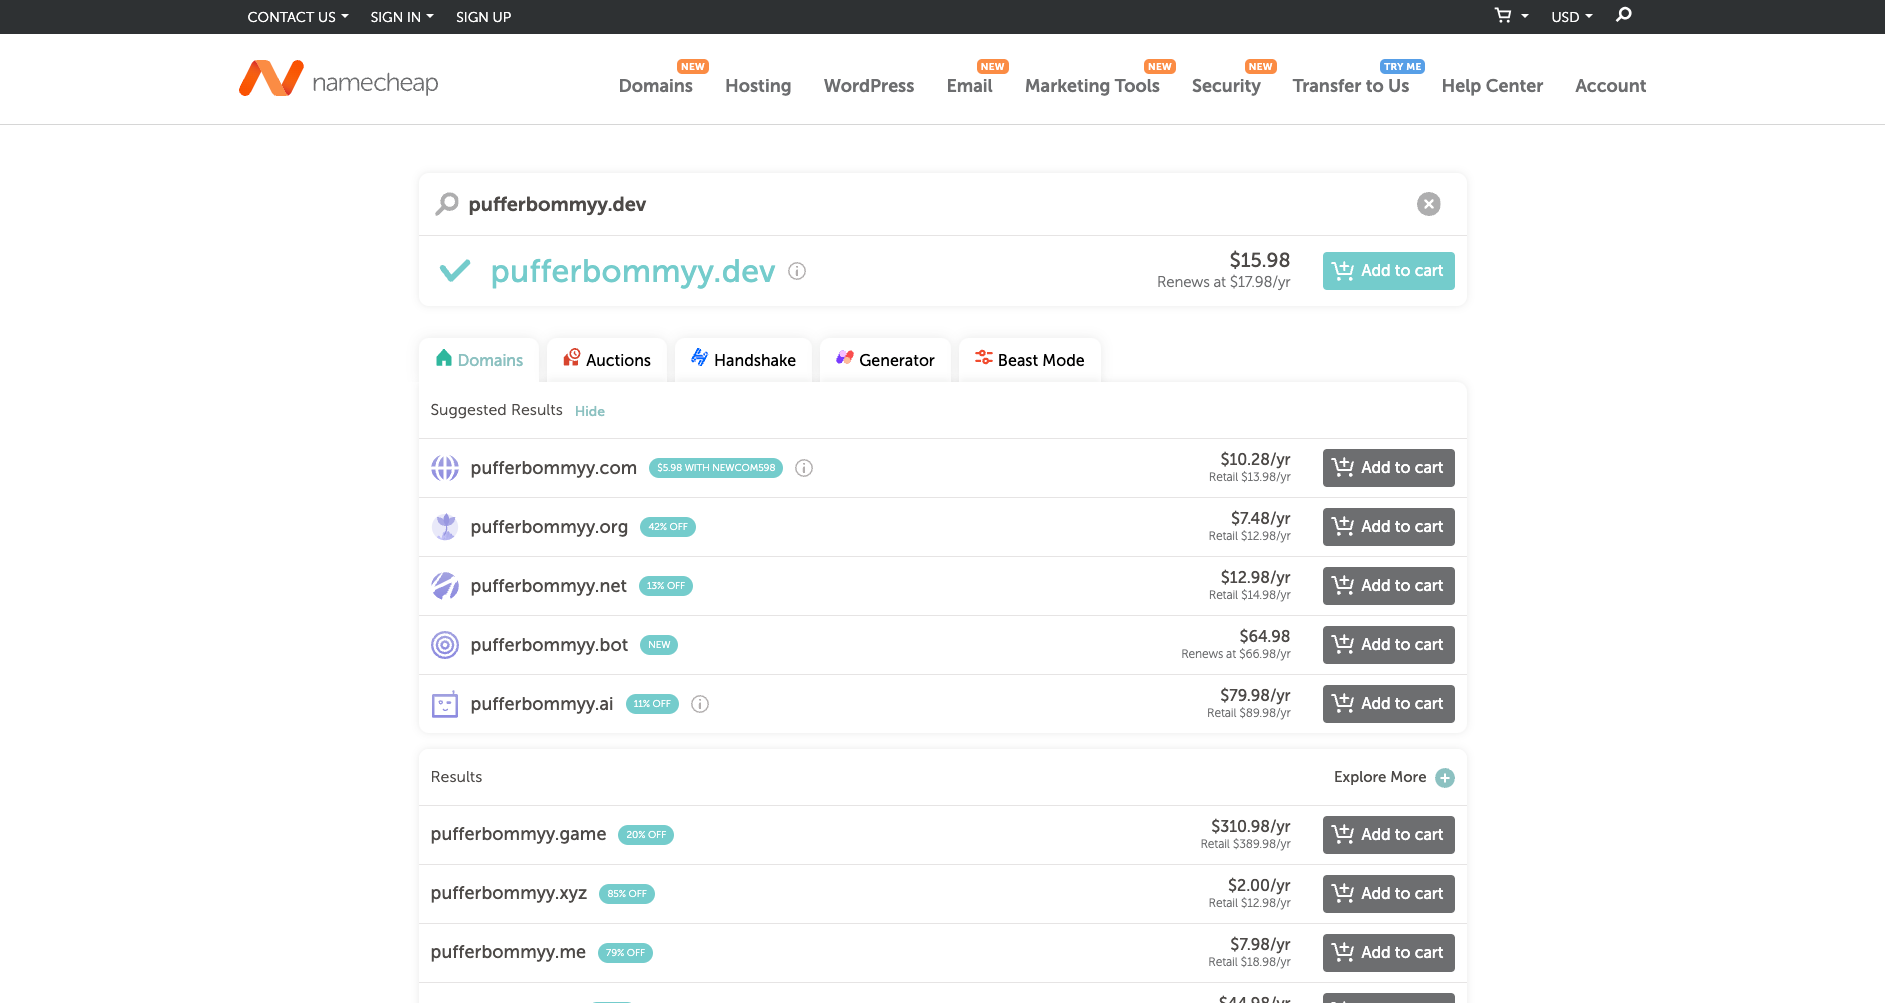 CONTACT US SIGN IN SIGN UP USD
namecheap
Domains NEW Hosting WordPress Email NEW Marketing Tools NEW Security NEW Transfer to Us TRY ME Help Center Account
pufferbommyy.dev
pufferbommyy.dev $15.98 Add to cart
Renews at $17.98/yr
Domains Auctions Handshake Generator Beast Mode
Suggested Results Hide
pufferbommyy.com $5.98 WITH NEWCOM598 $10.28/yr Add to cart
Retail $13.98/yr
pufferbommyy.org 42% OFF $7.48/yr Add to cart
Retail $12.98/yr
pufferbommyy.net 13% OFF $12.98/yr Add to cart
Retail $14.98/yr
pufferbommyy.bot NEW $64.98 Add to cart
Renews at $66.98/yr
pufferbommyy.ai 11% OFF $79.98/yr Add to cart
Retail $89.98/yr
Results Explore More
pufferbommyy.game 20% OFF $310.98/yr Add to cart
Retail $389.98/yr
pufferbommyy.xyz 85% OFF $2.00/yr Add to cart
Retail $12.98/yr
pufferbommyy.me 79% OFF $7.98/yr Add to cart
Retail $18.98/yr